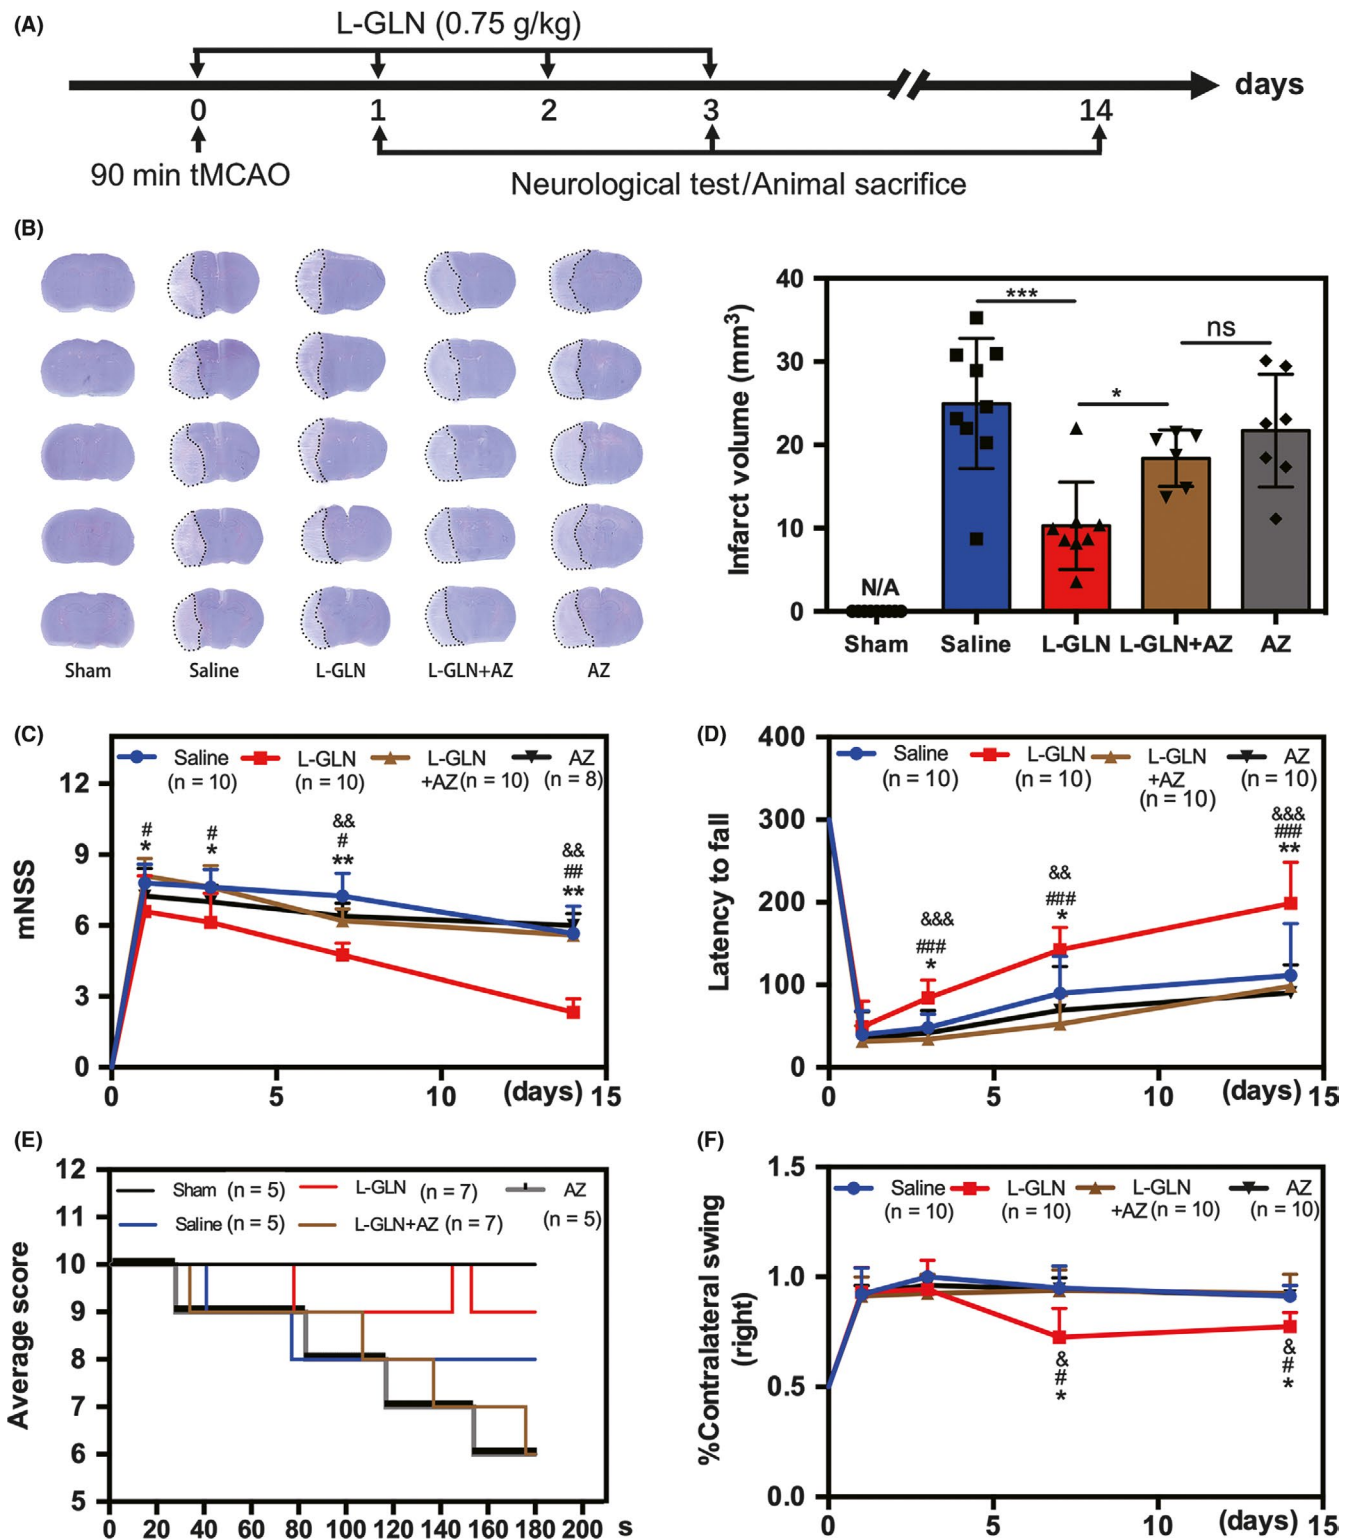 (A)
L-GLN (0.75 g/kg)
days
0 1 2 3 14
90 min tMCAO
Neurological test/Animal sacrifice
(B)
Sham Saline L-GLN L-GLN+AZ AZ
Infarct volume (mm³)
40
30
20
10
0
***
*
ns
N/A
Sham Saline L-GLN L-GLN+AZ AZ
(C)
mNSS
12
9
6
3
0
Saline (n = 10)
L-GLN (n = 10)
L-GLN +AZ (n = 10)
AZ (n = 8)
#
*
#
*
&&
#
**
&&
##
**
0 5 10 (days) 15
(D)
Latency to fall
400
300
200
100
0
Saline (n = 10)
L-GLN (n = 10)
L-GLN +AZ (n = 10)
AZ (n = 10)
&&&
###
*
&&
###
*
&&&
###
**
0 5 10 (days) 15
(E)
Average score
12
11
10
9
8
7
6
5
Sham (n = 5)
L-GLN (n = 7)
AZ (n = 5)
Saline (n = 5)
L-GLN+AZ (n = 7)
0 20 40 60 80 100 120 140 160 180 200 s
(F)
%Contralateral swing
(right)
1.5
1.0
0.5
0.0
Saline (n = 10)
L-GLN (n = 10)
L-GLN +AZ (n = 10)
AZ (n = 10)
&
#
*
&
#
*
0 5 10 (days) 15